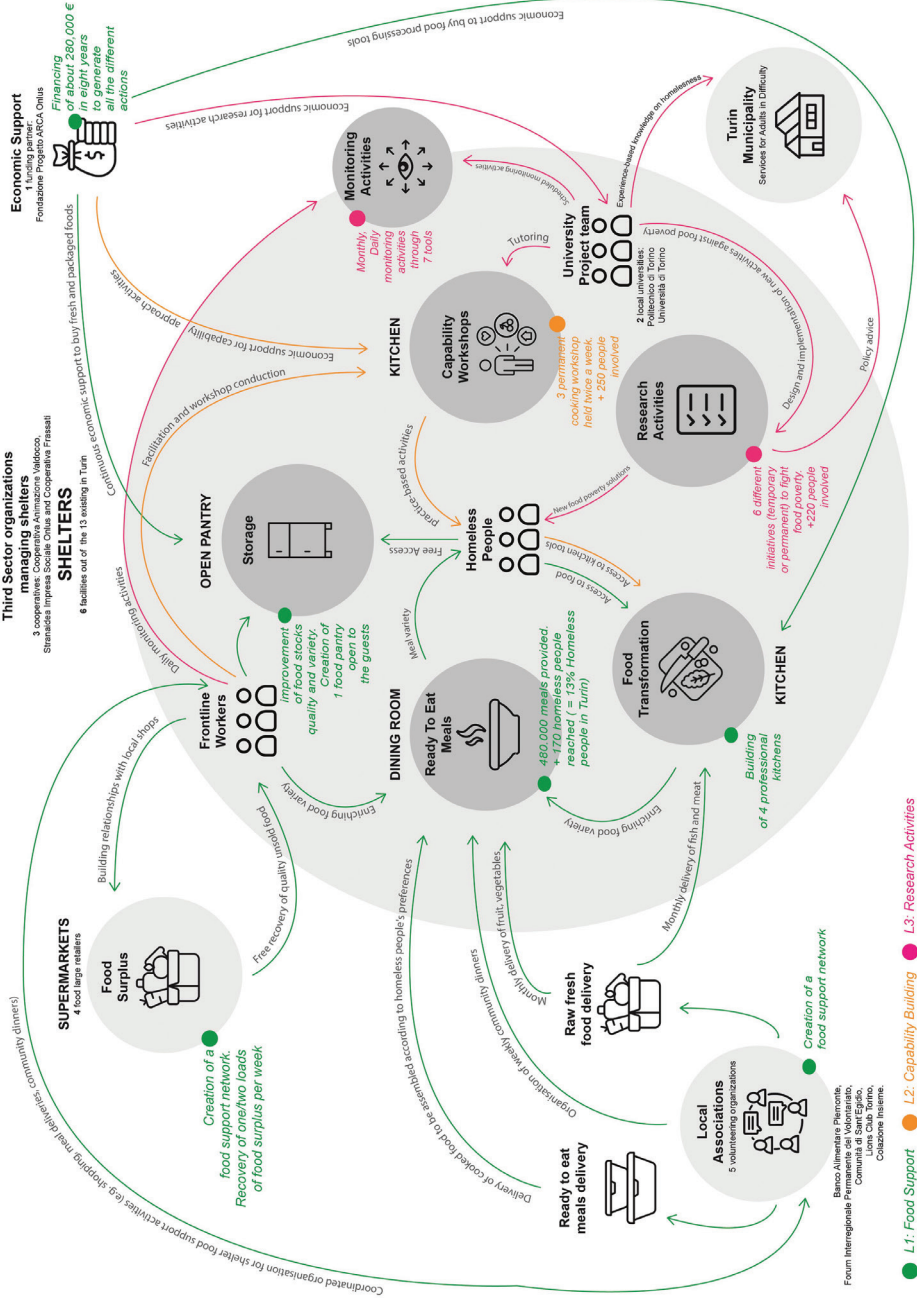 Third Sector organizations
managing shelters
3 cooperatives: Cooperativa Animazione Valdocco,
Stranaidea Impresa Sociale Onlus and Cooperativa Frassati
SHELTERS
6 facilities out of the 13 existing in Turin
Economic Support
1 funding partner:
Fondazione Progetto ARCA Onlus
Financing
of about 280,000 €
in eight years
to generate
all the different
actions
Coordinated organisation for shelter food support activities (e.g. shopping, meal deliveries, community dinners)
SUPERMARKETS
4 food large retailers
Food
Surplus
Creation of a
food support network.
Recovery of one/two loads
of food surplus per week
Building relationships with local shops
Free recovery of quality unsold food
Frontline
Workers
Daily monitoring activities
Facilitation and workshop conduction
Continuous economic support to buy fresh and packaged foods
Economic support for capability
approach activities
Economic support for research activities
Economic processing food buy to support tools
OPEN PANTRY
Storage
improvement
of food stocks
quality and variety.
Creation of
1 food pantry
open to
the guests
Enriching food variety
DINING ROOM
Ready To Eat
Meals
480.000 meals provided.
+ 170 homeless people
reached ( = 13% Homeless
people in Turin)
Meal variety
Free Access
Homeless
People
practice-based activities
KITCHEN
Capability
Workshops
3 permanent
cooking workshop
held twice a week.
+ 250 people
involved
Monitoring
Activities
Monthly,
Daily
monitoring
activities
through
7 tools
Scheduled monitoring activities
Tutoring
University
Project team
2 local universities:
Politecnico di Torino
Università di Torino
Experience-based knowledge on homelesness
Turin
Municipality
Services for Adults in Difficulty
Design and implementation of new activities against food poverty
Policy advice
Research
Activities
6 different
initiatives (temporary
or permanent) to fight
food poverty.
+220 people
involved
New food poverty solutions
Access to kitchen tools
Access to food
Food
Transformation
KITCHEN
Building
of 4 professional
kitchens
Enriching food variety
Delivery of cooked food to be assembled according to homeless people's preferences
Organisation of weekly community dinners
Monthly delivery of fruit, vegetables
Monthly delivery of fish and meat
Ready to eat
meals delivery
Raw fresh
food delivery
Local
Associations
5 volunteering organizations
Creation of a
food support network
Banco Alimentare Piemonte,
Forum Interregionale Permanente del Volontariato,
Comunità di Sant'Egidio,
Lions Club Torino,
Colazione Insieme.
L1: Food Support
L2: Capability Building
L3: Research Activities